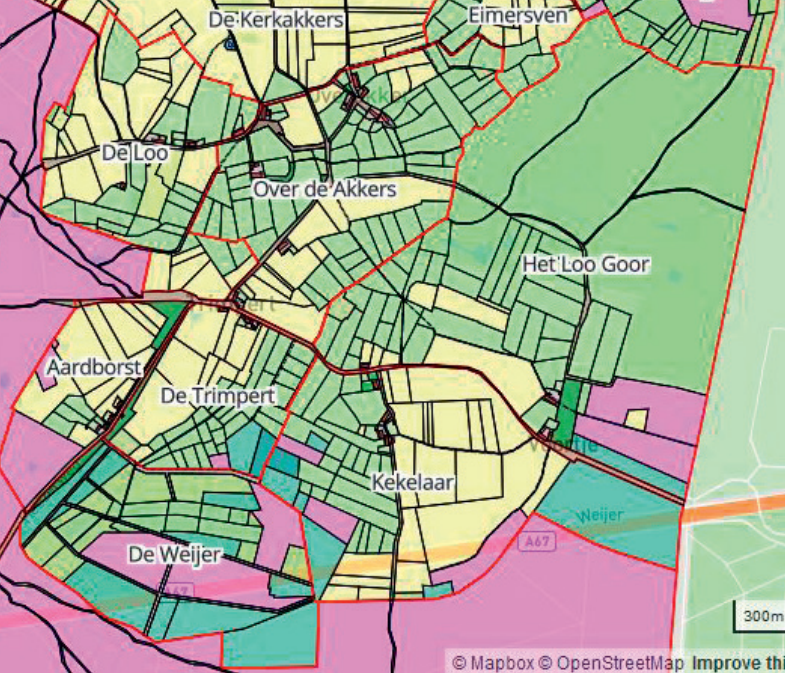 De Kerkakkers
Eimersven
De Loo
Over de Akkers
Het Loo Goor
Trimpert
Aardborst
De Trimpert
Kekelaar
Weijer
A67
De Weijer
A67
300m
© Mapbox © OpenStreetMap Improve thi